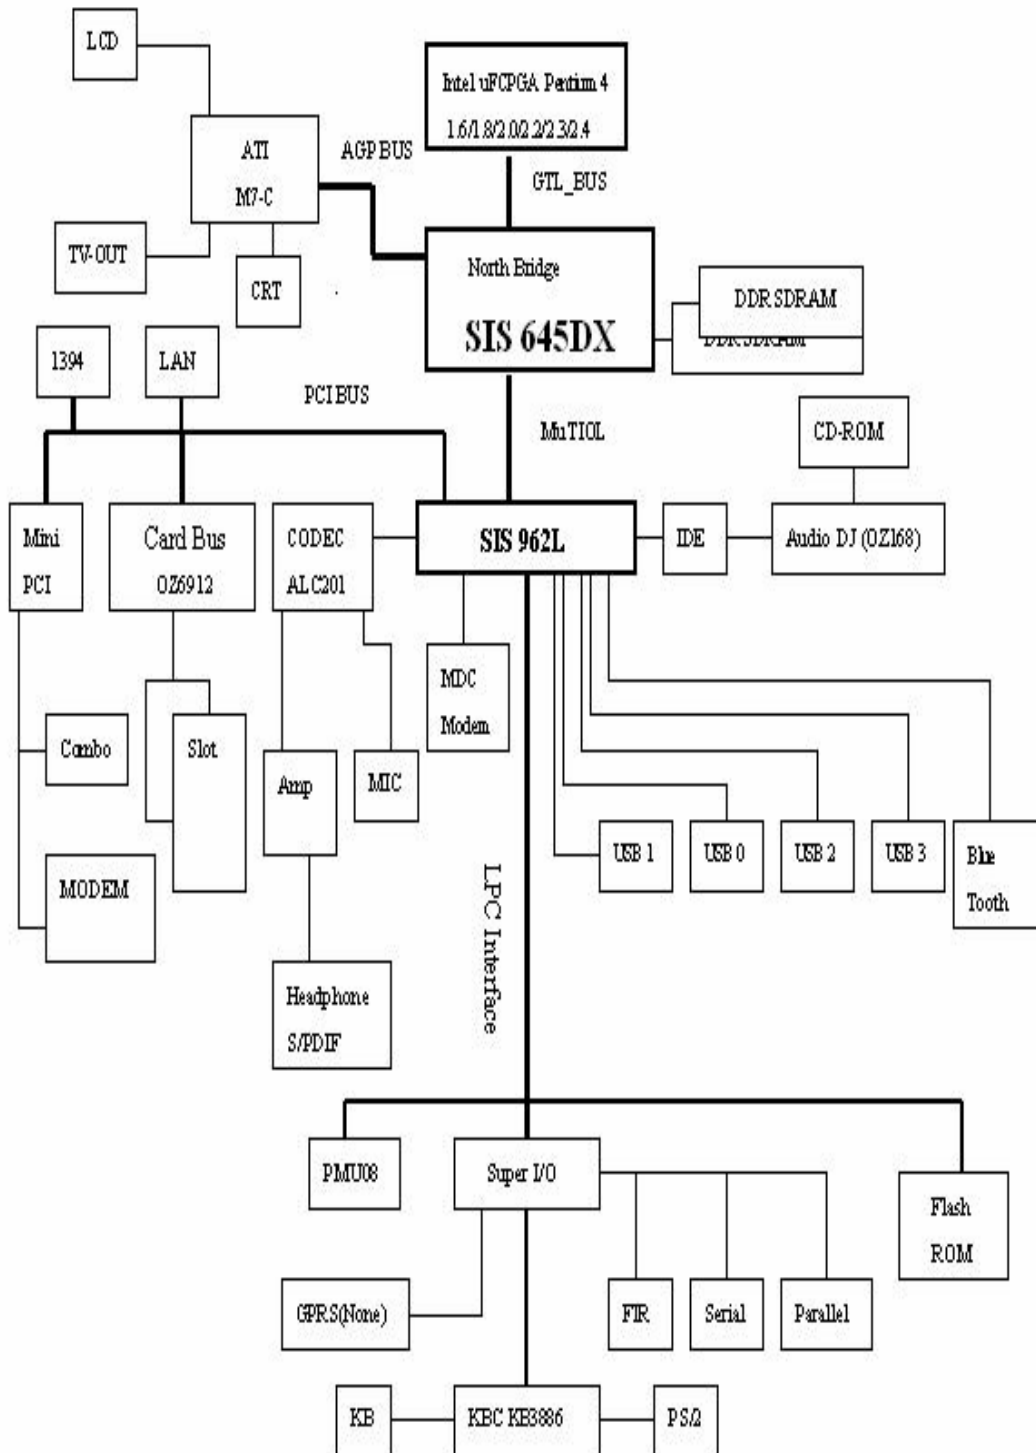 LCD
Intel uFCPGA Pentium 4
1.6/1.8/2.0/2.2/2.3/2.4
ATI
M7-C
AGP BUS
GTL_BUS
TV-OUT
CRT
North Bridge
SIS 645DX
DDR SDRAM
DDR SDRAM
1394
LAN
PCI BUS
MuTIOL
CD-ROM
Mini
PCI
Card Bus
OZ6912
CODEC
ALC201
SIS 962L
IDE
Audio DJ (OZ168)
MDC
Modem
Combo
Slot
Amp
MIC
USB 1
USB 0
USB 2
USB 3
Blue
Tooth
MODEM
LPC Interface
Headphone
S/PDIF
PMU08
Super I/O
Flash
ROM
GPRS(None)
FIR
Serial
Parallel
KB
KBC KB3886
PS/2